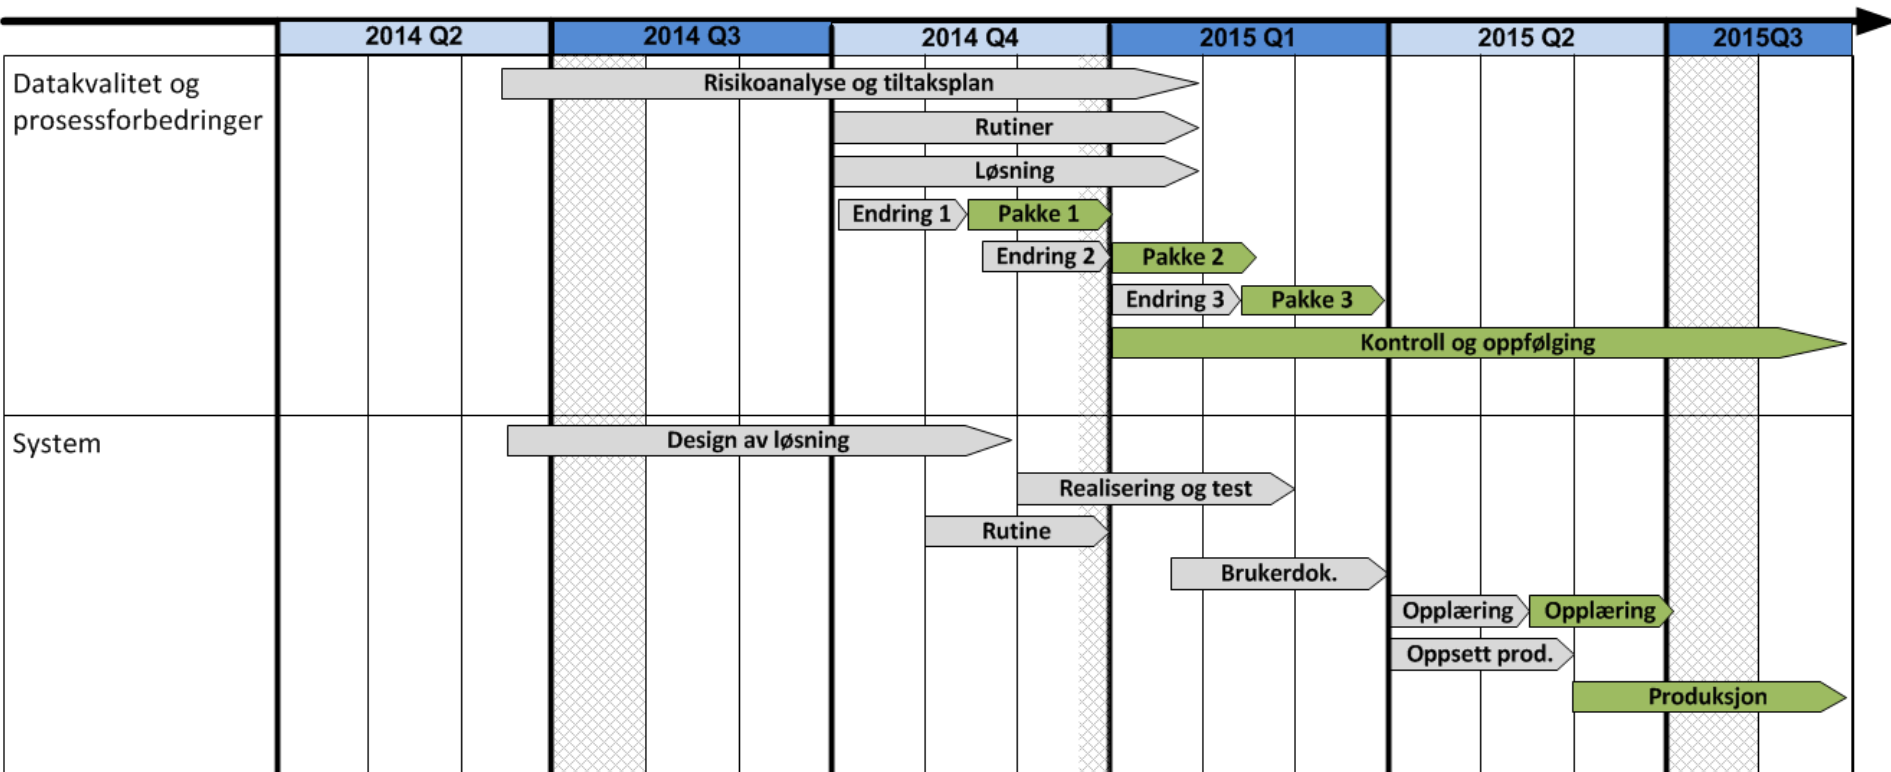 2014 Q2
2014 Q3
2014 Q4
2015 Q1
2015 Q2
2015Q3
Datakvalitet og
prosessforbedringer
Risikoanalyse og tiltaksplan
Rutiner
Løsning
Endring 1
Pakke 1
Endring 2
Pakke 2
Endring 3
Pakke 3
Kontroll og oppfølging
System
Design av løsning
Realisering og test
Rutine
Brukerdok.
Opplæring
Opplæring
Oppsett prod.
Produksjon